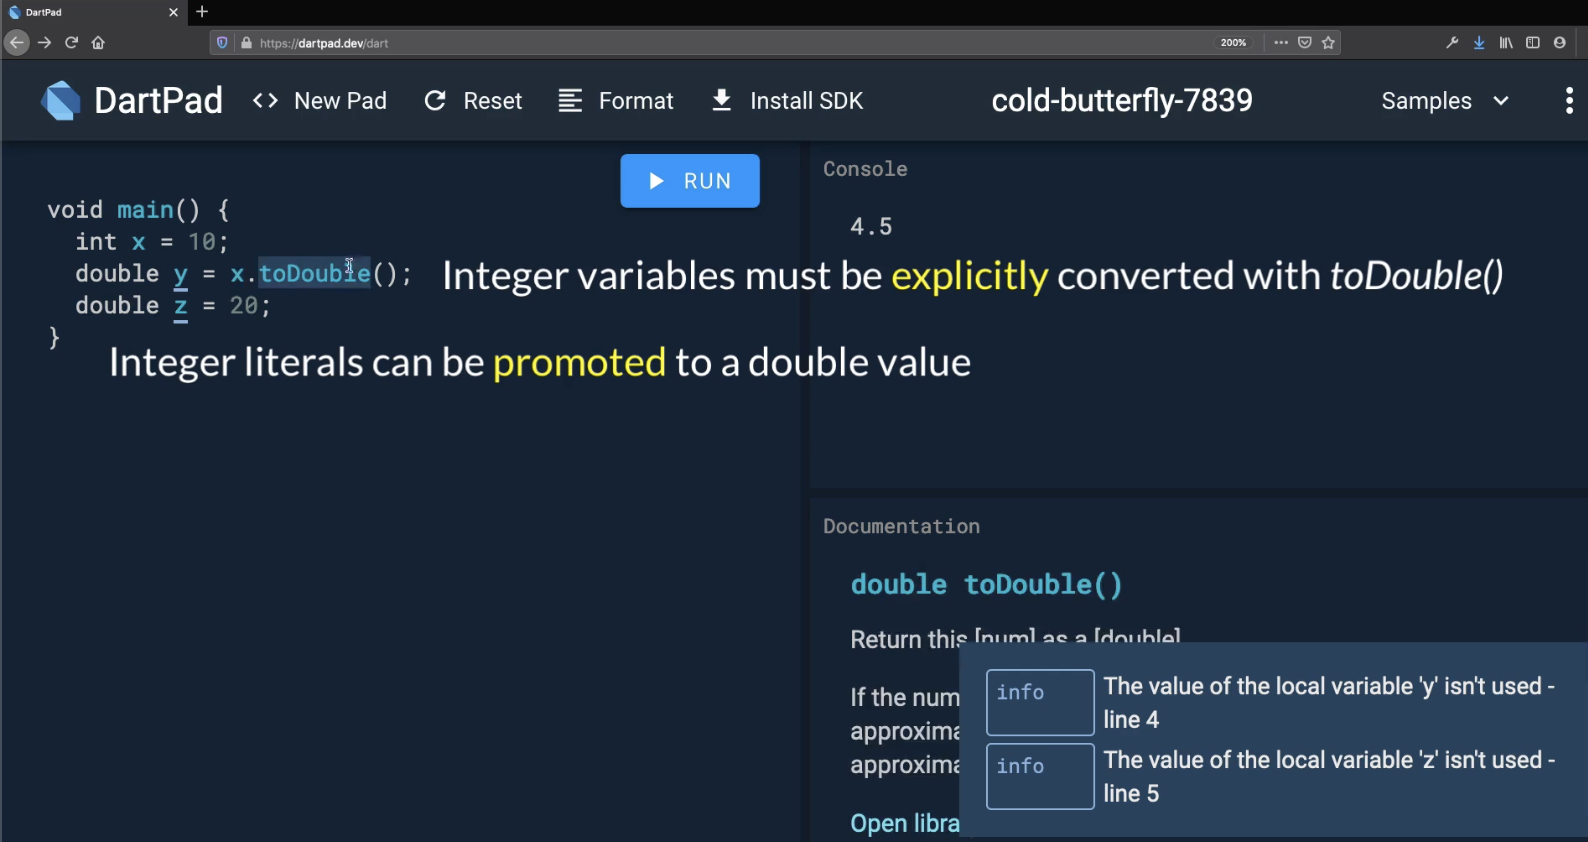 DartPad
https://dartpad.dev/dart
200%
DartPad
<> New Pad
Reset
Format
Install SDK
cold-butterfly-7839
Samples
RUN
void main() {
int x = 10;
double y = x.toDouble();
double z = 20;
}
Integer variables must be explicitly converted with toDouble()
Integer literals can be promoted to a double value
Console
4.5
Documentation
double toDouble()
Return this [num] as a [double].
If the num
approxima
approxima
Open libra
info
The value of the local variable 'y' isn't used -
line 4
info
The value of the local variable 'z' isn't used -
line 5